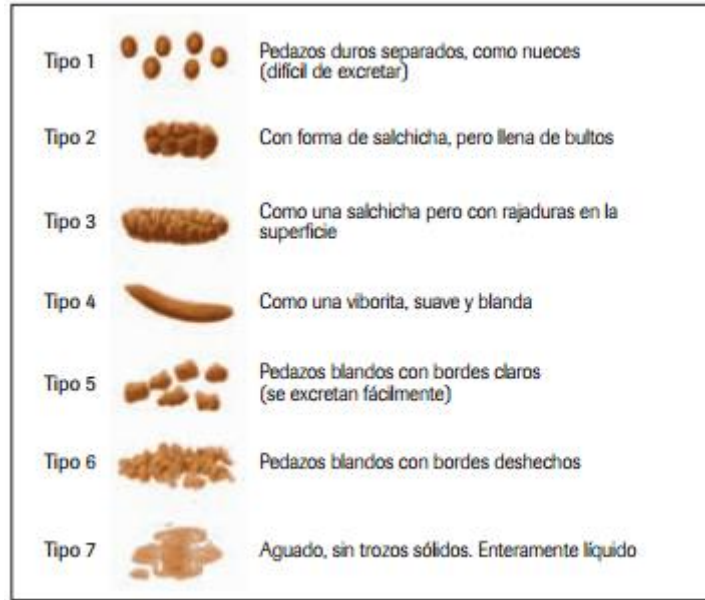 Tipo 1
Pedazos duros separados, como nueces
(difícil de excretar)
Tipo 2
Con forma de salchicha, pero llena de bultos
Tipo 3
Como una salchicha pero con rajaduras en la
superficie
Tipo 4
Como una viborita, suave y blanda
Tipo 5
Pedazos blandos con bordes claros
(se excretan fácilmente)
Tipo 6
Pedazos blandos con bordes deshechos
Tipo 7
Aguado, sin trozos sólidos. Enteramente líquido